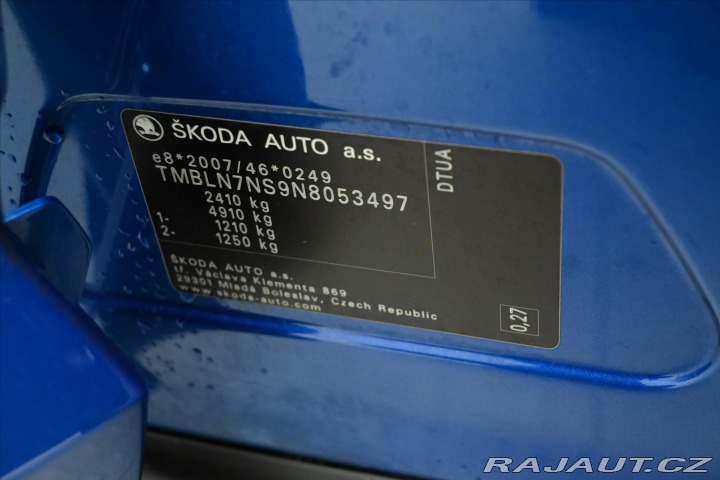 ŠKODA AUTO a.s.
e8*2007/46*0249
TMBLN7NS9N8053497
2410 kg
4910 kg
1- 1210 kg
2- 1250 kg
DTUA
ŠKODA AUTO a.s.
tř. Václava Klementa 869
29301 Mladá Boleslav, Czech Republic
www.skoda-auto.com
0,27
RAJAUT.CZ